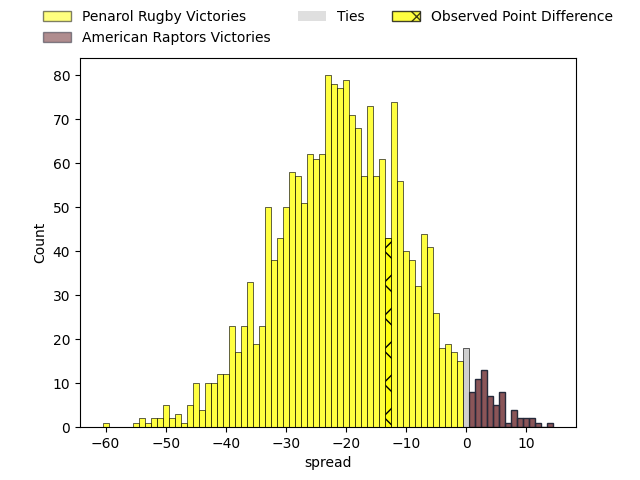 Penarol Rugby Victories
American Raptors Victories
Ties
Observed Point Difference
Count
80
70
60
50
40
30
20
10
0
−60 −50 −40 −30 −20 −10 0 10
spread